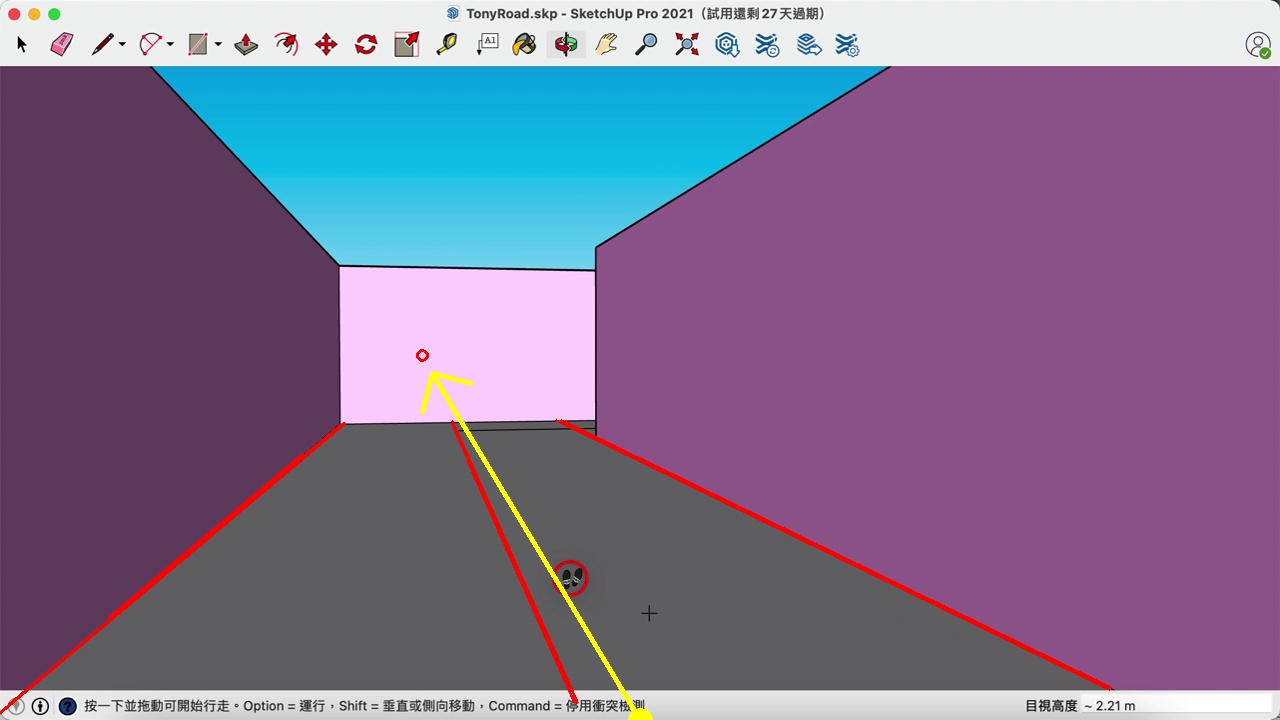 TonyRoad.skp - SketchUp Pro 2021（試用還剩 27 天過期）
A1
按一下並拖動可開始行走。Option = 運行，Shift = 垂直或側向移動，Command = 停用衝突檢測
目視高度 ~ 2.21 m